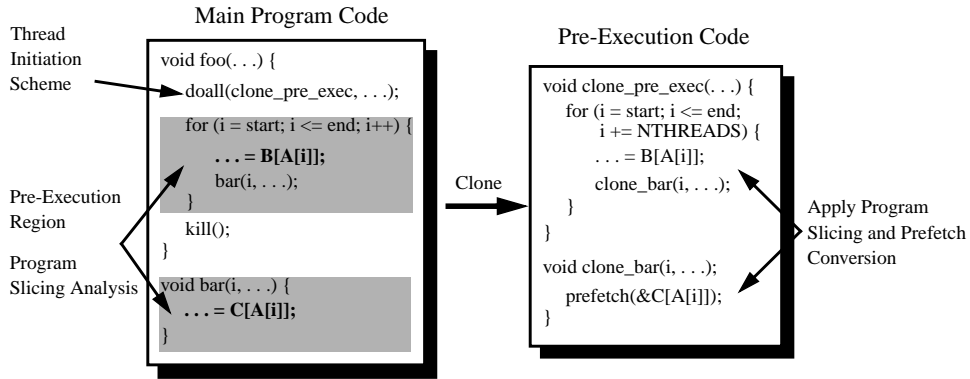 Main Program Code
Thread
Initiation
Scheme
void foo(. . .) {
doall(clone_pre_exec, . . .);
for (i = start; i <= end; i++) {
. . . = B[A[i]];
bar(i, . . .);
}
kill();
}
void bar(i, . . .) {
. . . = C[A[i]];
}
Pre-Execution
Region
Program
Slicing Analysis
Clone
Pre-Execution Code
void clone_pre_exec(. . .) {
for (i = start; i <= end;
i += NTHREADS) {
. . . = B[A[i]];
clone_bar(i, . . .);
}
}
void clone_bar(i, . . .);
prefetch(&C[A[i]]);
}
Apply Program
Slicing and Prefetch
Conversion